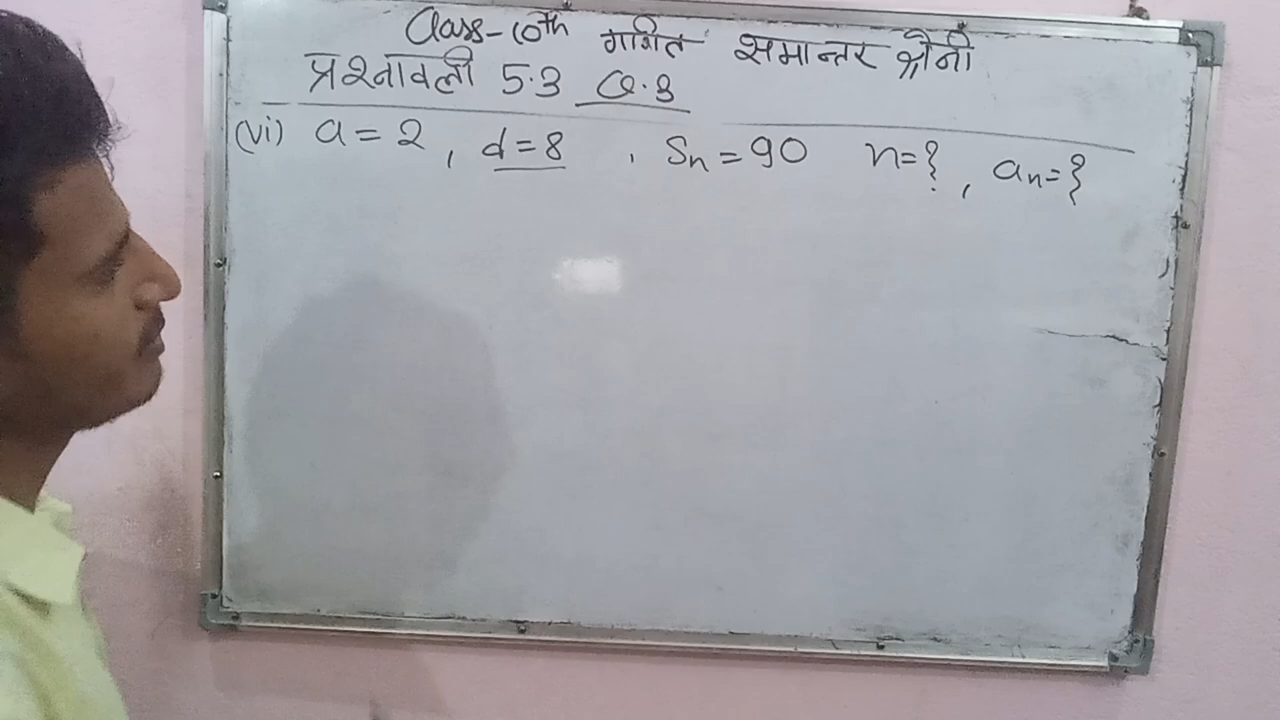 Class-10th गणित समान्तर श्रेनी
प्रश्नावली 5.3 Q.3
(vi) a=2, d=8, Sn=90 n=?, an=?